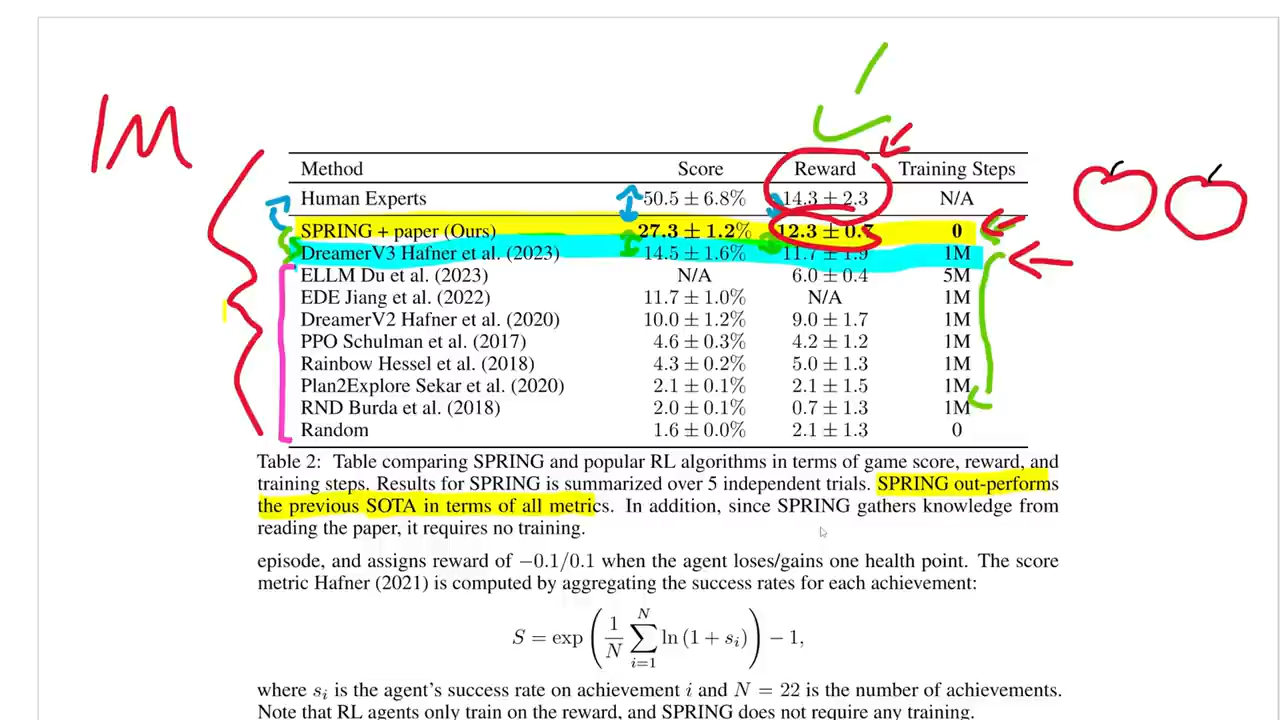 1M
Method Score Reward Training Steps
Human Experts 50.5 ± 6.8% 14.3 ± 2.3 N/A
SPRING + paper (Ours) 27.3 ± 1.2% 12.3 ± 0.7 0
DreamerV3 Hafner et al. (2023) 14.5 ± 1.6% 11.7 ± 1.9 1M
ELLM Du et al. (2023) N/A 6.0 ± 0.4 5M
EDE Jiang et al. (2022) 11.7 ± 1.0% N/A 1M
DreamerV2 Hafner et al. (2020) 10.0 ± 1.2% 9.0 ± 1.7 1M
PPO Schulman et al. (2017) 4.6 ± 0.3% 4.2 ± 1.2 1M
Rainbow Hessel et al. (2018) 4.3 ± 0.2% 5.0 ± 1.3 1M
Plan2Explore Sekar et al. (2020) 2.1 ± 0.1% 2.1 ± 1.5 1M
RND Burda et al. (2018) 2.0 ± 0.1% 0.7 ± 1.3 1M
Random 1.6 ± 0.0% 2.1 ± 1.3 0
Table 2: Table comparing SPRING and popular RL algorithms in terms of game score, reward, and
training steps. Results for SPRING is summarized over 5 independent trials. SPRING out-performs
the previous SOTA in terms of all metrics. In addition, since SPRING gathers knowledge from
reading the paper, it requires no training.
episode, and assigns reward of −0.1/0.1 when the agent loses/gains one health point. The score
metric Hafner (2021) is computed by aggregating the success rates for each achievement:
S = exp ( 1/N ∑_{i=1}^{N} ln (1 + s_i) ) − 1,
where s_i is the agent's success rate on achievement i and N = 22 is the number of achievements.
Note that RL agents only train on the reward, and SPRING does not require any training.